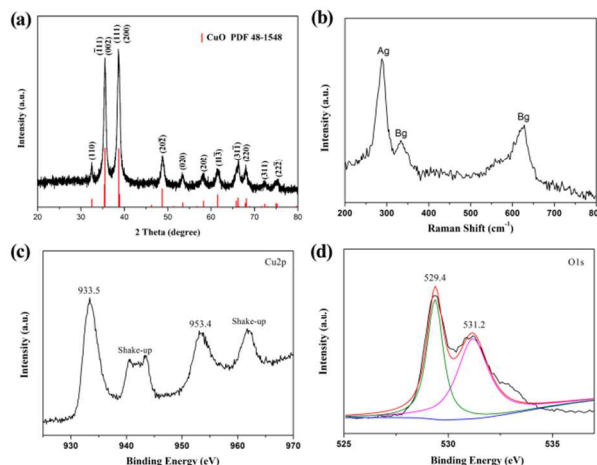 (a)
CuO PDF 48-1548
(1̅11)
(002)
(111)
(200)
(110)
(202̅)
(020)
(202)
(113̅)
(311̅)
(220)
(311)
(222̅)
Intensity (a.u.)
20 30 40 50 60 70 80
2 Theta (degree)
(b)
Ag
Bg
Bg
Intensity (a.u.)
200 300 400 500 600 700 800
Raman Shift (cm⁻¹)
(c)
Cu2p
933.5
Shake-up
953.4
Shake-up
Intensity (a.u.)
930 940 950 960 970
Binding Energy (eV)
(d)
O1s
529.4
531.2
Intensity (a.u.)
525 530 535
Binding Energy (eV)